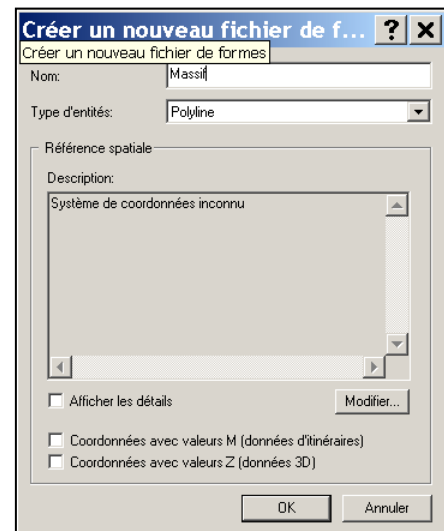 Créer un nouveau fichier de f... ? ×
Créer un nouveau fichier de formes
Nom: Massif
Type d'entités: Polyline
Référence spatiale
Description:
Système de coordonnées inconnu
Afficher les détails Modifier...
Coordonnées avec valeurs M (données d'itinéraires)
Coordonnées avec valeurs Z (données 3D)
OK Annuler